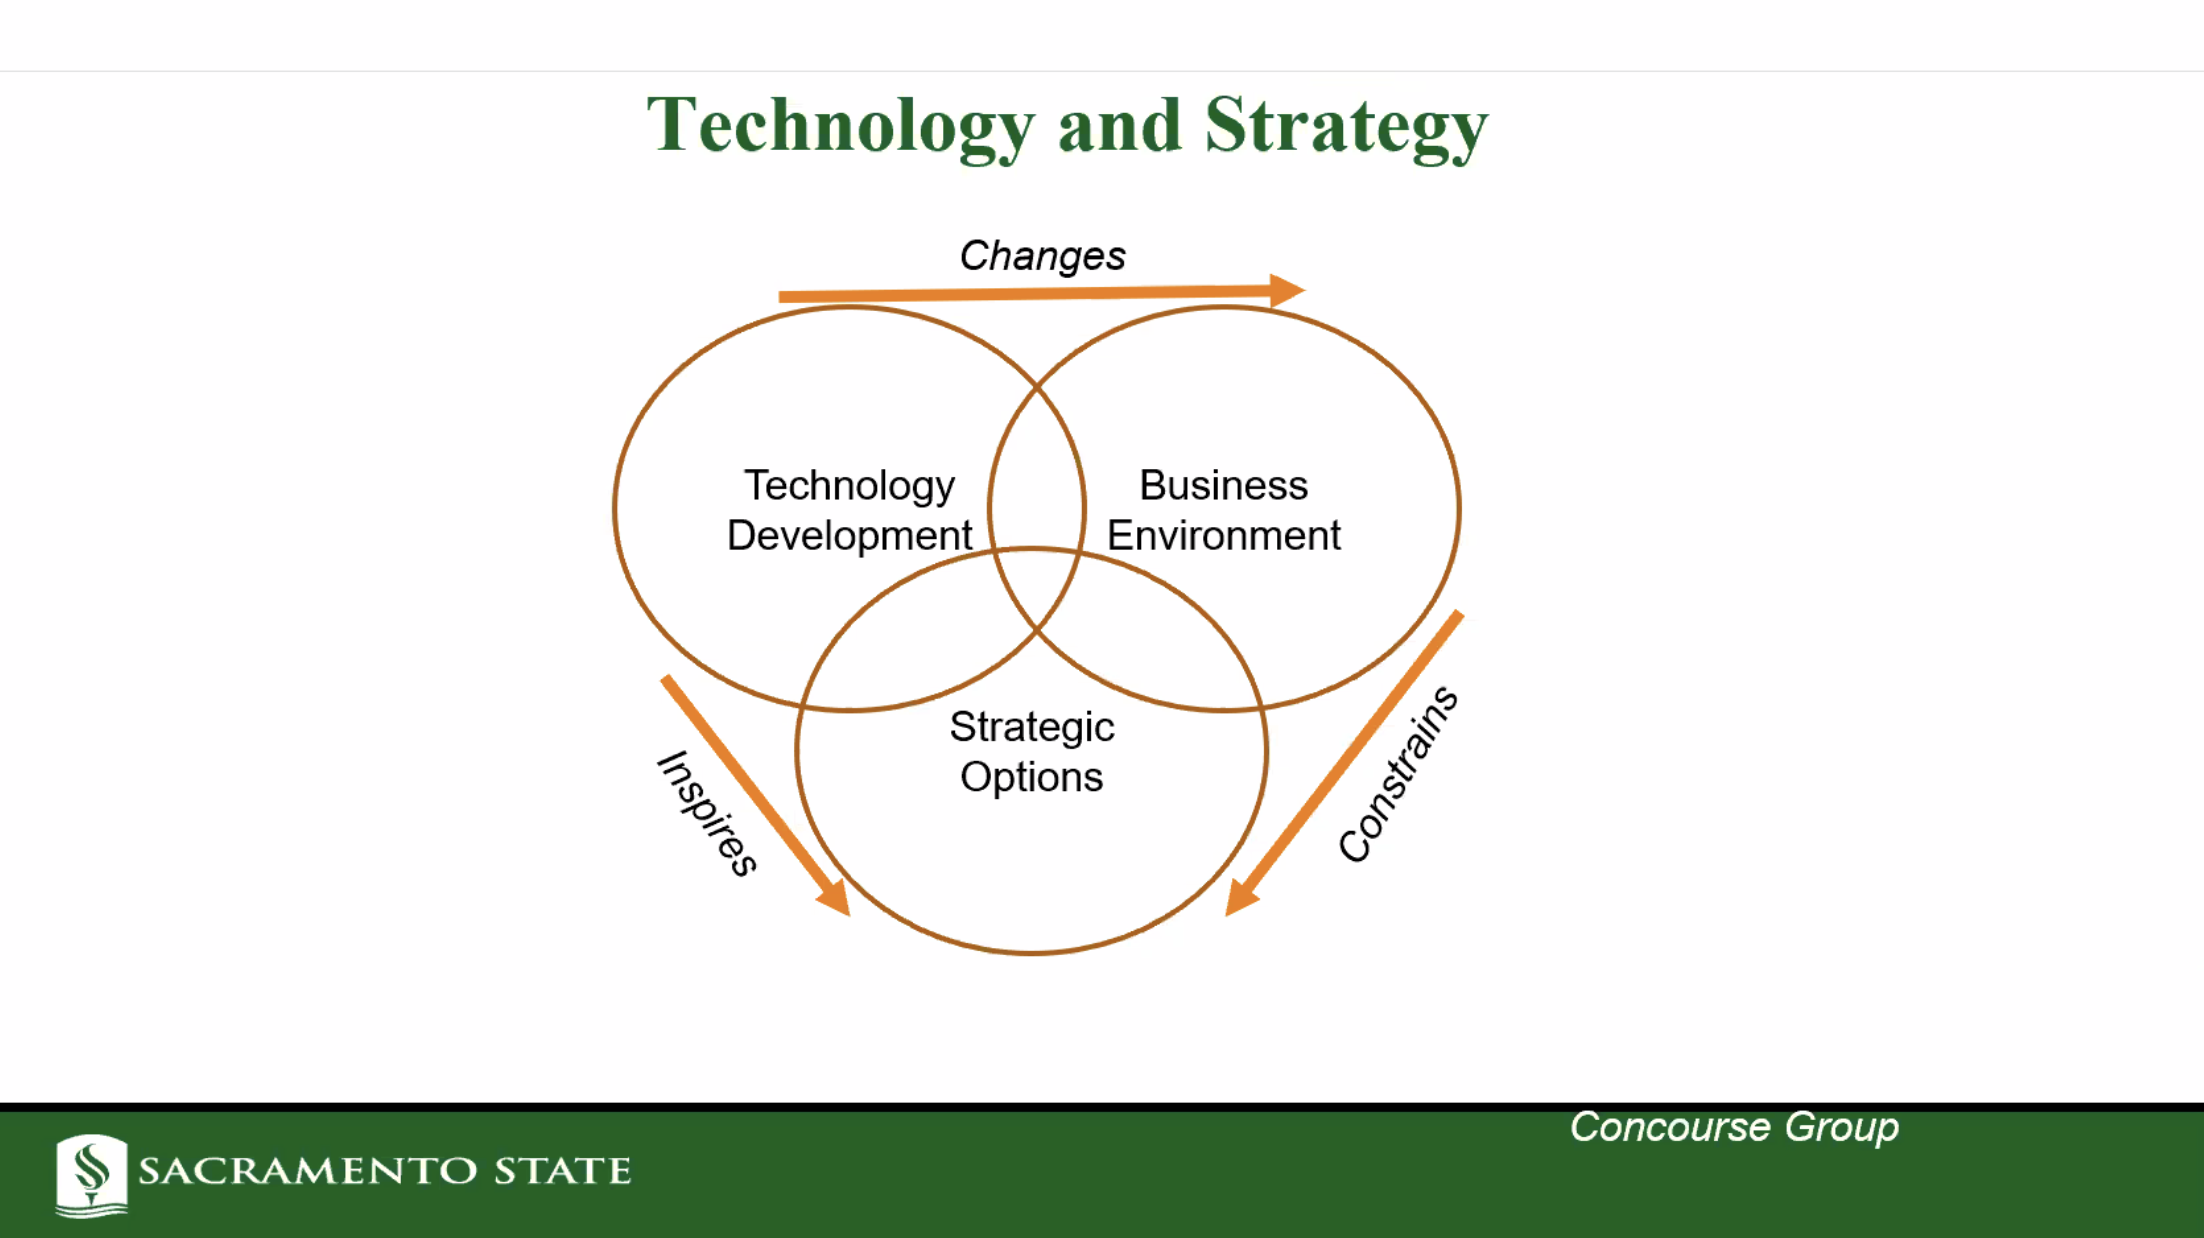 Technology and Strategy
Changes
Technology
Development
Business
Environment
Strategic
Options
Inspires
Constrains
Concourse Group
SACRAMENTO STATE